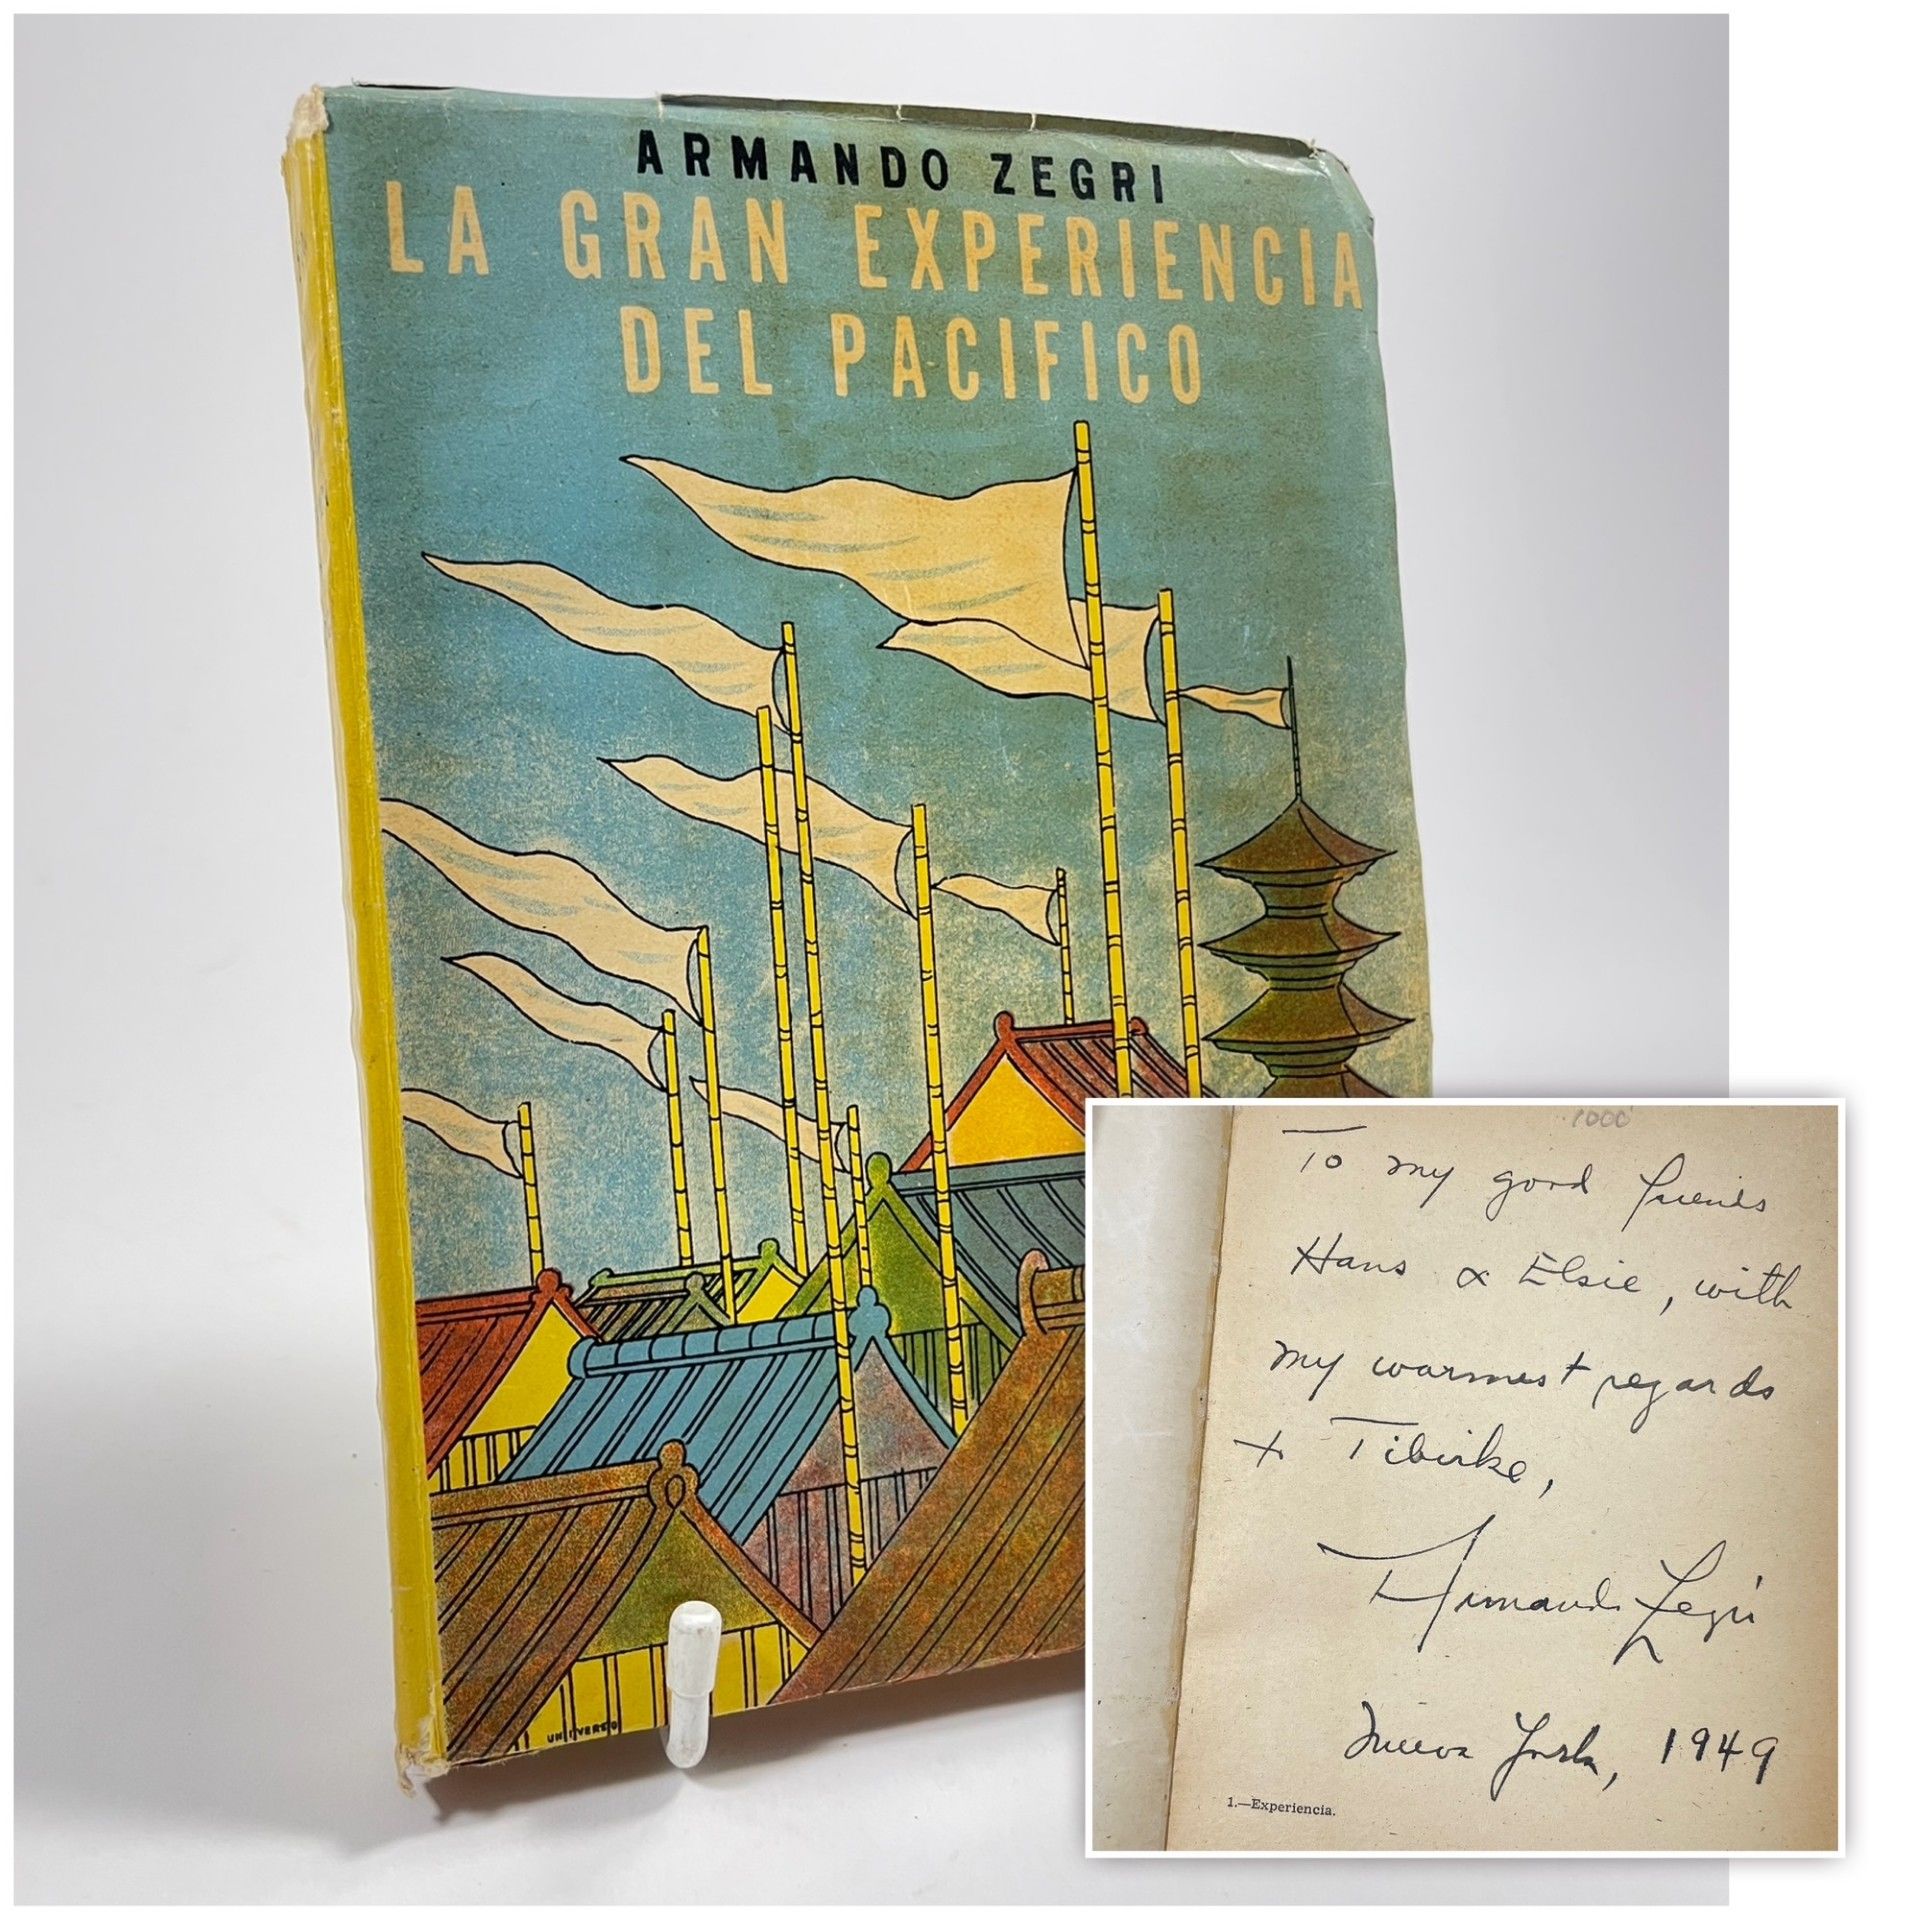 ARMANDO ZEGRI
LA GRAN EXPERIENCIA
DEL PACIFICO
UNIVERSO
1000
To my good friends
Hans & Elsie, with
my warmest regards
+ Tibirke,
Armando Zegri
Nueva York, 1949
1.—Experiencia.